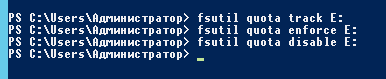 PS C:\Users\Администратор> fsutil quota track E:
PS C:\Users\Администратор> fsutil quota enforce E:
PS C:\Users\Администратор> fsutil quota disable E:
PS C:\Users\Администратор> _